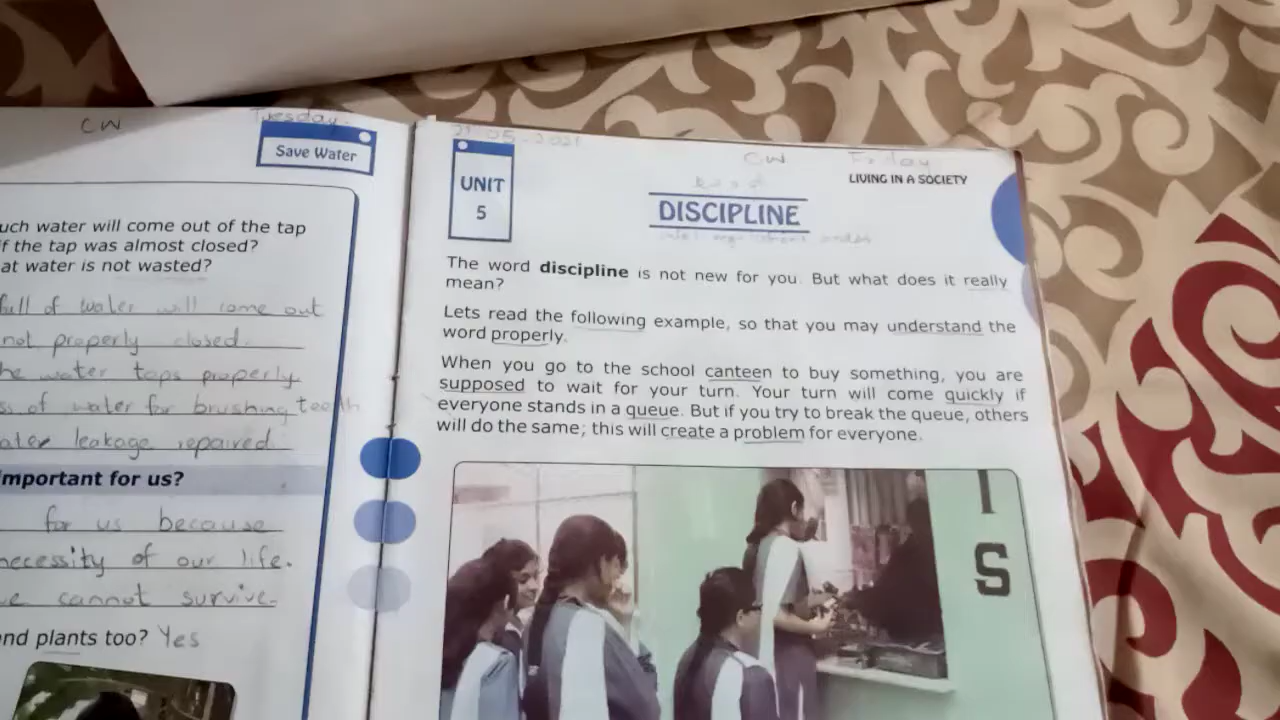 CW
Tuesday.
Save Water
uch water will come out of the tap
if the tap was almost closed?
at water is not wasted?
full of water will come out
not properly closed.
he water taps properly
ss of water for brushing teeth
ater leakage repaired.
mportant for us?
for us because
necessity of our life.
we cannot survive.
nd plants too? Yes
21-05-2021
CW Friday
UNIT
5
LIVING IN A SOCIETY
DISCIPLINE
The word discipline is not new for you. But what does it really
mean?
Lets read the following example, so that you may understand the
word properly.
When you go to the school canteen to buy something, you are
supposed to wait for your turn. Your turn will come quickly if
everyone stands in a queue. But if you try to break the queue, others
will do the same; this will create a problem for everyone.
I
S